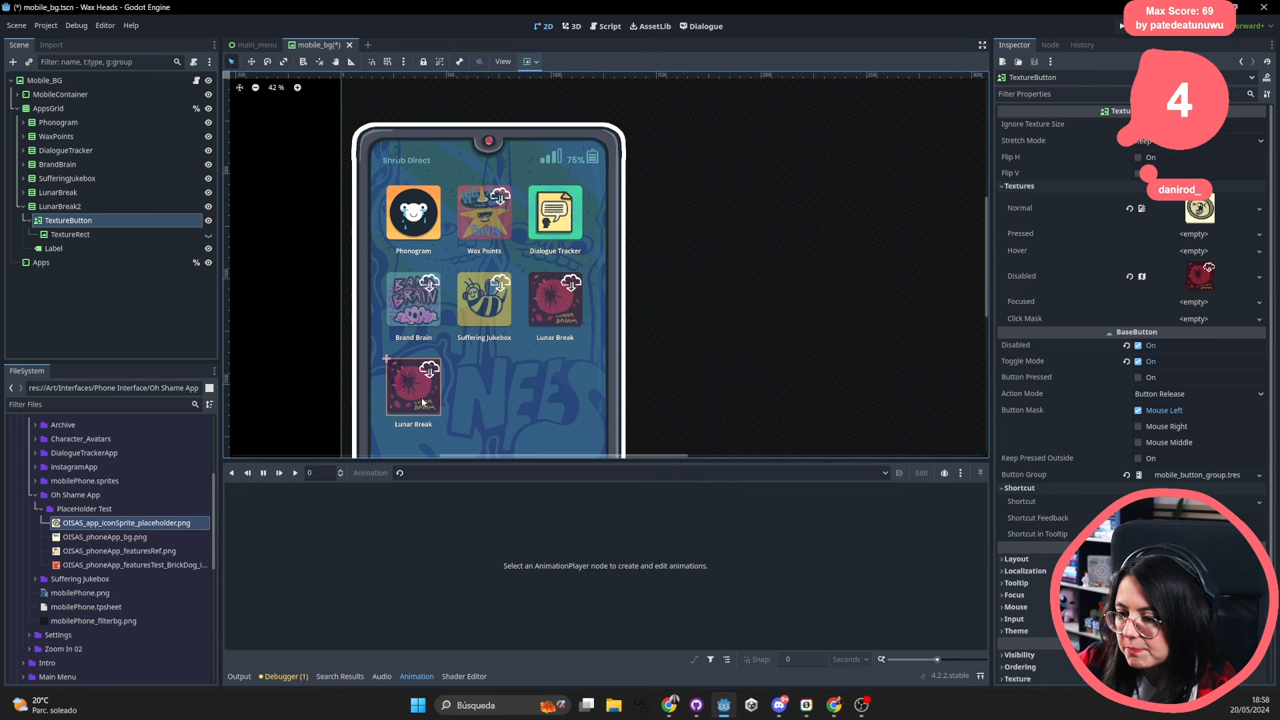 (*) mobile_bg.tscn - Wax Heads - Godot Engine
Scene Project Debug Editor Help
2D 3D Script AssetLib Dialogue
Forward+
Max Score: 69
by patedeatunuwu
4
danirod_
Scene Import
Filter: name, t:type, g:group
Mobile_BG
MobileContainer
AppsGrid
Phonogram
WaxPoints
DialogueTracker
BrandBrain
SufferingJukebox
LunarBreak
LunarBreak2
TextureButton
TextureRect
Label
Apps
FileSystem
res://Art/Interfaces/Phone Interface/Oh Shame App
Filter Files
Archive
Character_Avatars
DialogueTrackerApp
InstagramApp
mobilePhone.sprites
Oh Shame App
PlaceHolder Test
OISAS_app_iconSprite_placeholder.png
OISAS_phoneApp_bg.png
OISAS_phoneApp_featuresRef.png
OISAS_phoneApp_featuresTest_BrickDog_i...
Suffering Jukebox
mobilePhone.png
mobilePhone.tpsheet
mobilePhone_filterbg.png
Settings
Zoom In 02
Intro
Main Menu
main_menu mobile_bg(*)
View
42 %
Shrub Direct 75%
Phonogram Wax Points Dialogue Tracker
Brand Brain Suffering Jukebox Lunar Break
Lunar Break
0 Animation Edit
Select an AnimationPlayer node to create and edit animations.
Snap: 0 Seconds
Output Debugger (1) Search Results Audio Animation Shader Editor 4.2.2.stable
Inspector Node History
TextureButton
Filter Properties
Ignore Texture Size
Stretch Mode
Flip H On
Flip V
Textures
Normal
Pressed <empty>
Hover <empty>
Disabled
Focused <empty>
Click Mask <empty>
BaseButton
Disabled On
Toggle Mode On
Button Pressed On
Action Mode Button Release
Button Mask Mouse Left
Mouse Right
Mouse Middle
Keep Pressed Outside On
Button Group mobile_button_group.tres
Shortcut
Shortcut
Shortcut Feedback
Shortcut in Tooltip
Layout
Localization
Tooltip
Focus
Mouse
Input
Theme
Visibility
Ordering
Texture
20°C
Parc. soleado
Búsqueda
18:58
20/05/2024